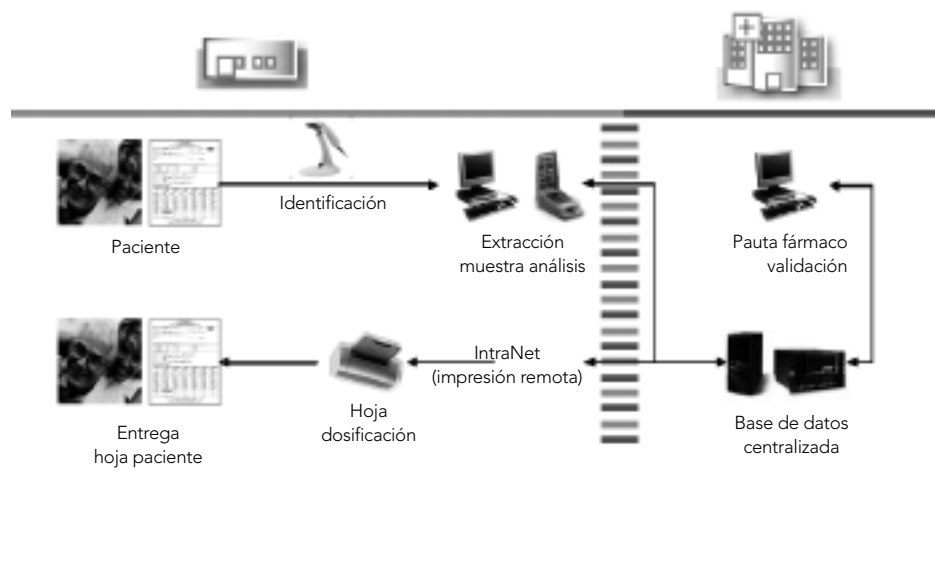 Identificación
Paciente
Extracción
muestra análisis
Pauta fármaco
validación
IntraNet
(impresión remota)
Hoja
dosificación
Entrega
hoja paciente
Base de datos
centralizada